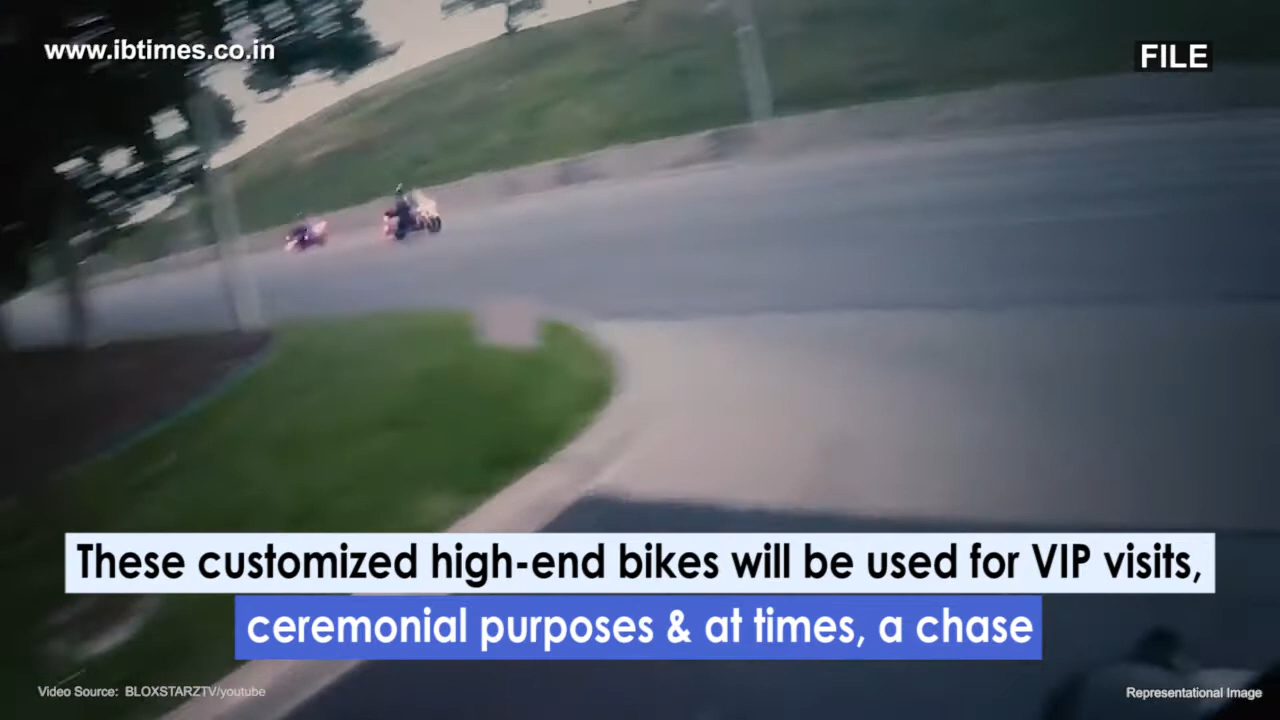 www.ibtimes.co.in
FILE
These customized high-end bikes will be used for VIP visits,
ceremonial purposes & at times, a chase
Video Source: BLOXSTARZTV/youtube
Representational Image